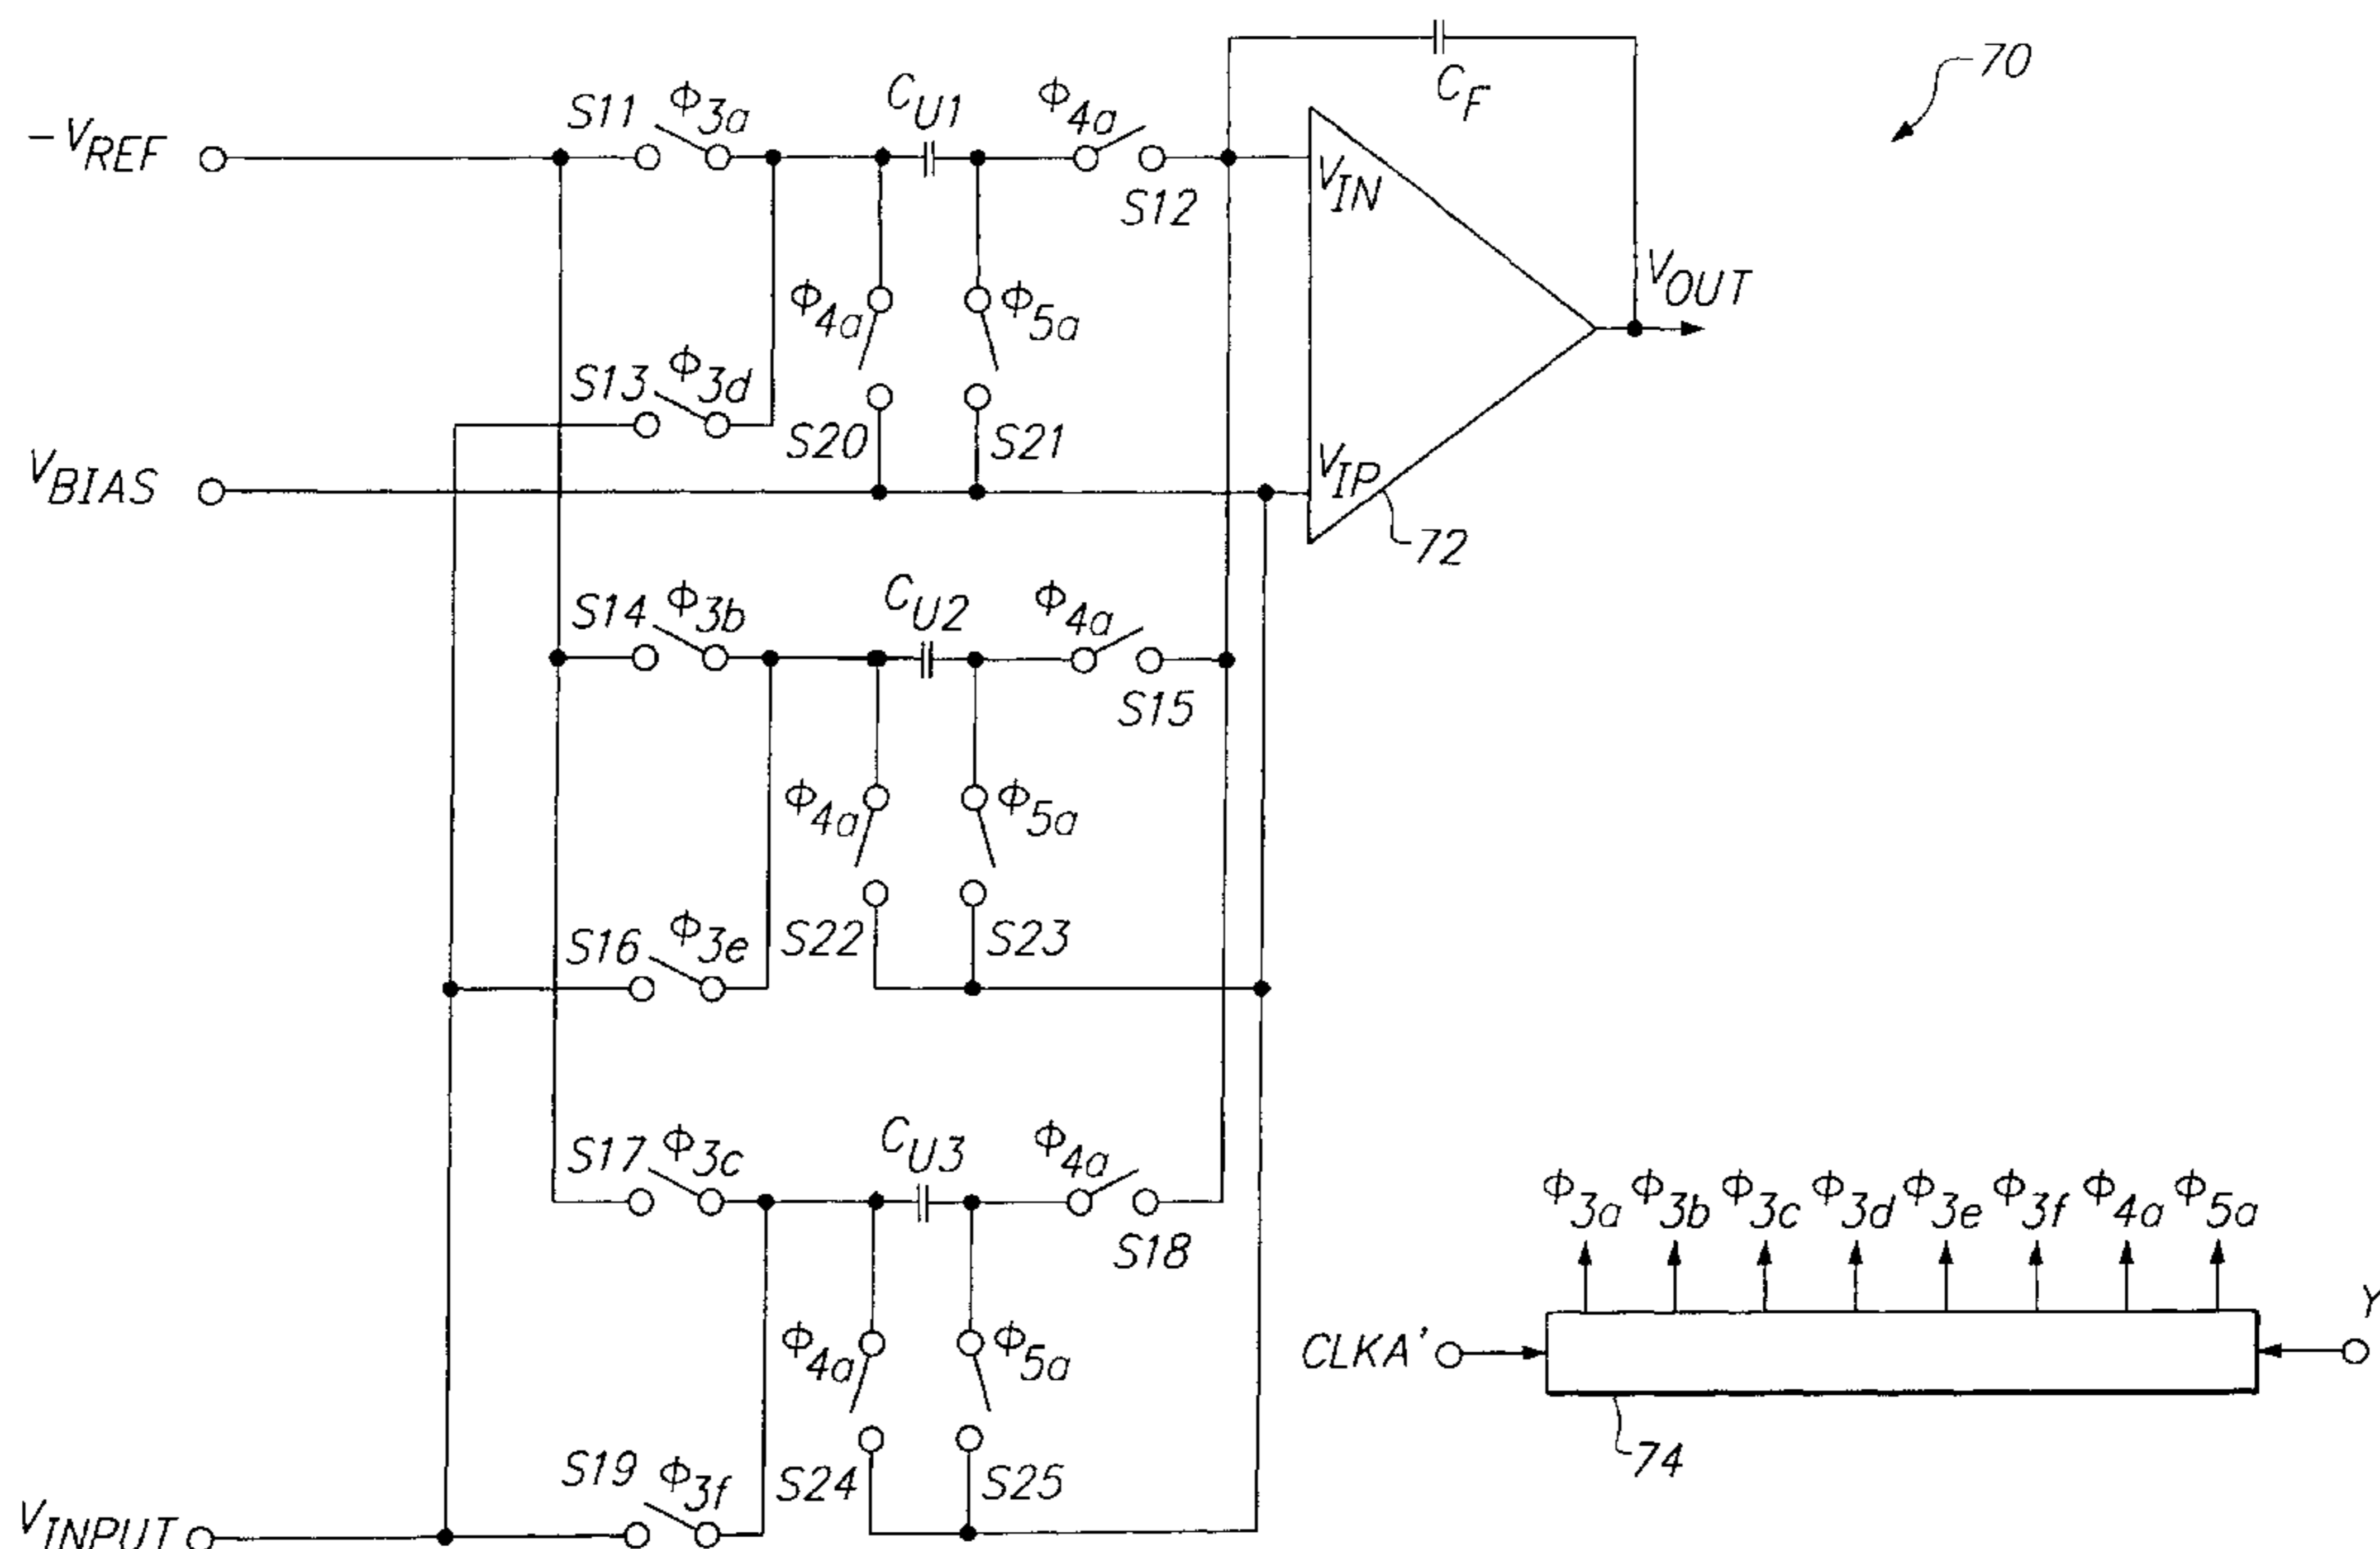 C_F
70
-V_REF
S11 Φ3a
C_U1
Φ4a
S12
V_IN
V_OUT
Φ4a
Φ5a
S13 Φ3d
S20
S21
V_BIAS
V_IP
72
S14 Φ3b
C_U2
Φ4a
S15
Φ4a
Φ5a
S16 Φ3e
S22
S23
S17 Φ3c
C_U3
Φ4a
S18
Φ4a
Φ5a
S19 Φ3f
S24
S25
V_INPUT
Φ3a Φ3b Φ3c Φ3d Φ3e Φ3f Φ4a Φ5a
CLKA'
Y
74